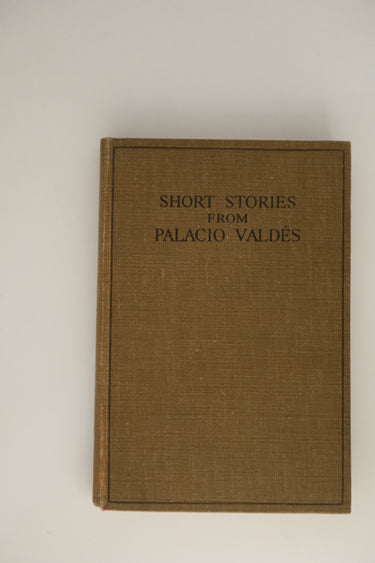 SHORT STORIES
FROM
PALACIO VALDÉS